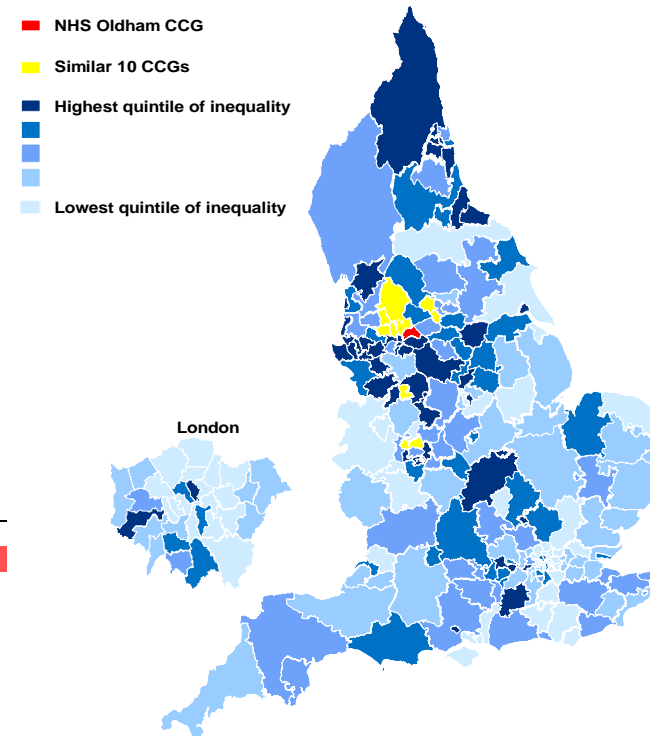 NHS Oldham CCG
Similar 10 CCGs
Highest quintile of inequality
Lowest quintile of inequality
London